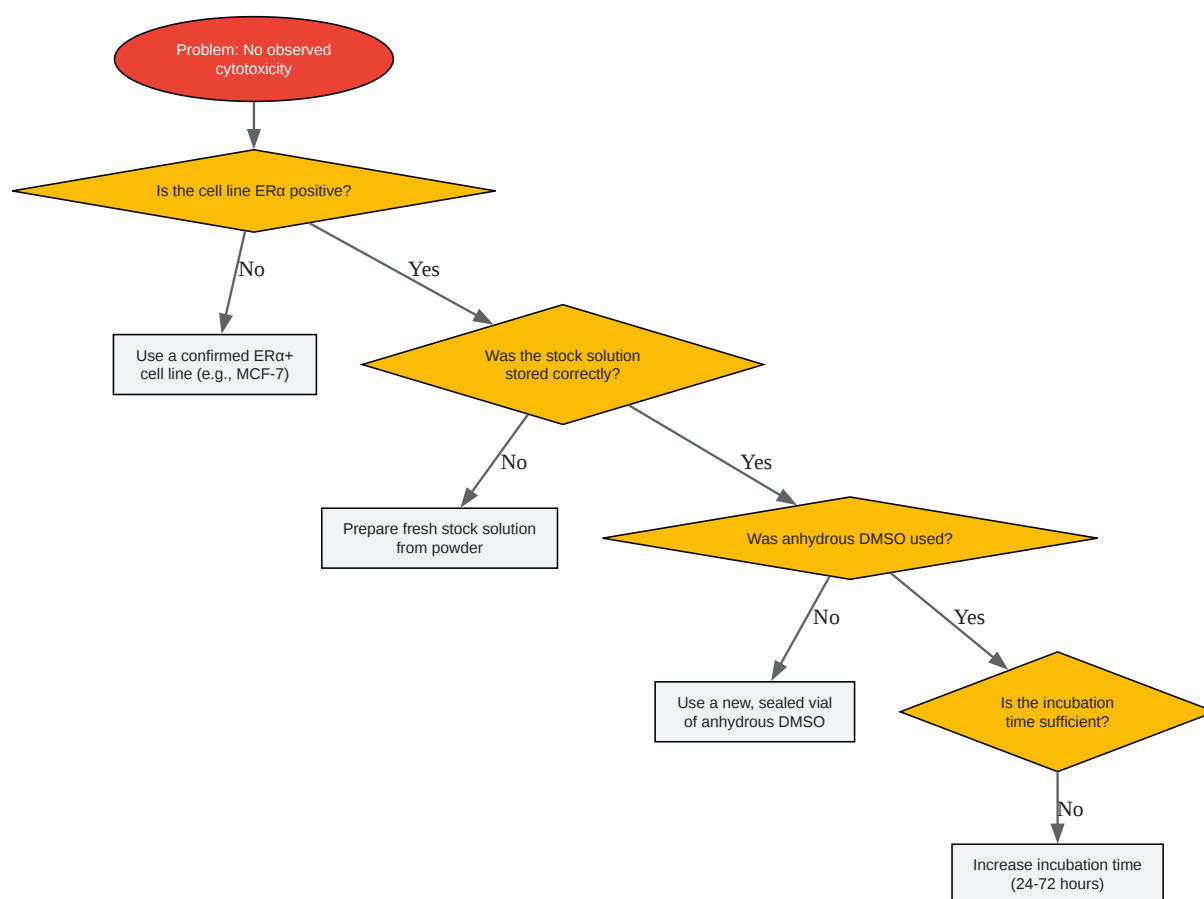 Problem: No observed
cytotoxicity
Is the cell line ERα positive?
No
Yes
Use a confirmed ERα+
cell line (e.g., MCF-7)
Was the stock solution
stored correctly?
No
Yes
Prepare fresh stock solution
from powder
Was anhydrous DMSO used?
No
Yes
Use a new, sealed vial
of anhydrous DMSO
Is the incubation
time sufficient?
No
Increase incubation time
(24-72 hours)